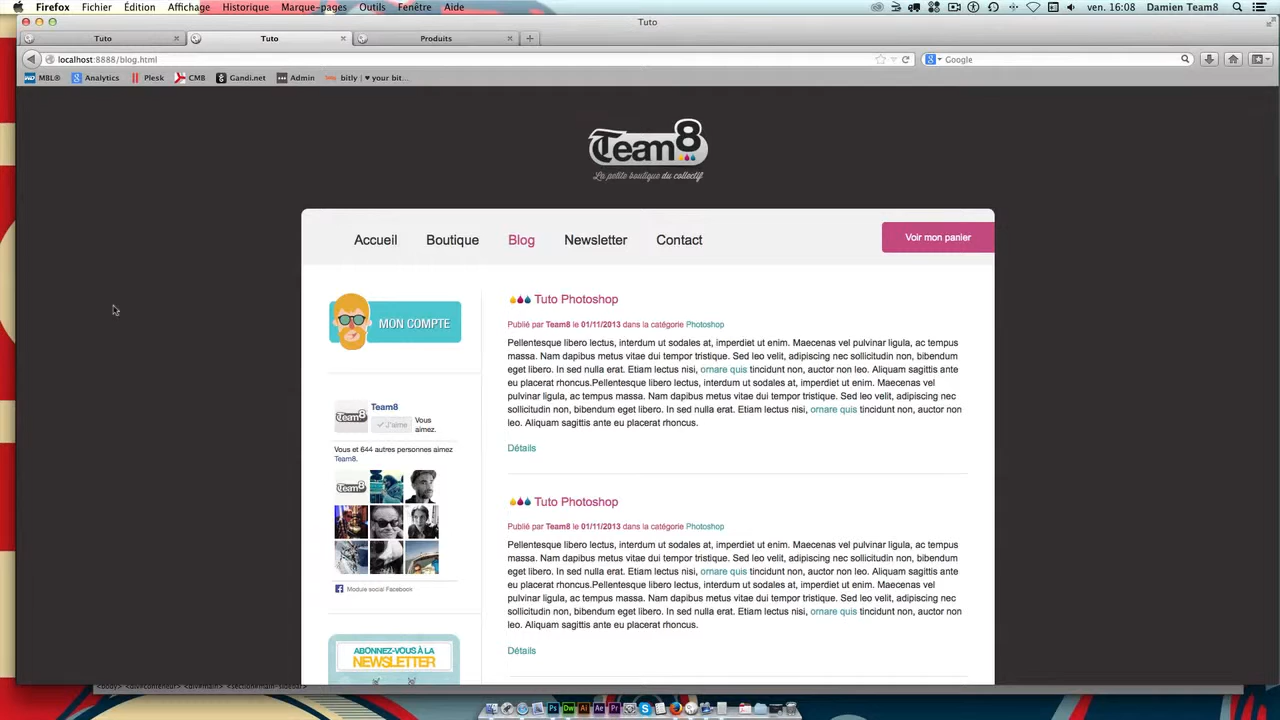 Firefox Fichier Édition Affichage Historique Marque-pages Outils Fenêtre Aide ven. 16:08 Damien Team8
Tuto
Tuto Tuto Produits
localhost:8888/blog.html Google
MBL® Analytics Plesk CMB Gandi.net Admin bitly | ♥ your bit...
Team8
La petite boutique du collectif
Accueil Boutique Blog Newsletter Contact Voir mon panier
MON COMPTE
Team8
J'aime Vous aimez.
Vous et 644 autres personnes aimez
Team8.
Team8
Module social Facebook
ABONNEZ-VOUS À LA
NEWSLETTER
Tuto Photoshop
Publié par Team8 le 01/11/2013 dans la catégorie Photoshop
Pellentesque libero lectus, interdum ut sodales at, imperdiet ut enim. Maecenas vel pulvinar ligula, ac tempus
massa. Nam dapibus metus vitae dui tempor tristique. Sed leo velit, adipiscing nec sollicitudin non, bibendum
eget libero. In sed nulla erat. Etiam lectus nisi, ornare quis tincidunt non, auctor non leo. Aliquam sagittis ante
eu placerat rhoncus.Pellentesque libero lectus, interdum ut sodales at, imperdiet ut enim. Maecenas vel
pulvinar ligula, ac tempus massa. Nam dapibus metus vitae dui tempor tristique. Sed leo velit, adipiscing nec
sollicitudin non, bibendum eget libero. In sed nulla erat. Etiam lectus nisi, ornare quis tincidunt non, auctor non
leo. Aliquam sagittis ante eu placerat rhoncus.
Détails
Tuto Photoshop
Publié par Team8 le 01/11/2013 dans la catégorie Photoshop
Pellentesque libero lectus, interdum ut sodales at, imperdiet ut enim. Maecenas vel pulvinar ligula, ac tempus
massa. Nam dapibus metus vitae dui tempor tristique. Sed leo velit, adipiscing nec sollicitudin non, bibendum
eget libero. In sed nulla erat. Etiam lectus nisi, ornare quis tincidunt non, auctor non leo. Aliquam sagittis ante
eu placerat rhoncus.Pellentesque libero lectus, interdum ut sodales at, imperdiet ut enim. Maecenas vel
pulvinar ligula, ac tempus massa. Nam dapibus metus vitae dui tempor tristique. Sed leo velit, adipiscing nec
sollicitudin non, bibendum eget libero. In sed nulla erat. Etiam lectus nisi, ornare quis tincidunt non, auctor non
leo. Aliquam sagittis ante eu placerat rhoncus.
Détails
Ps Dw Ai Ae Pr